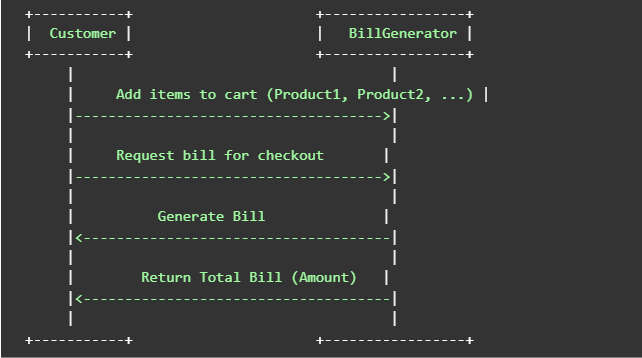 Customer
BillGenerator
Add items to cart (Product1, Product2, ...)
Request bill for checkout
Generate Bill
Return Total Bill (Amount)